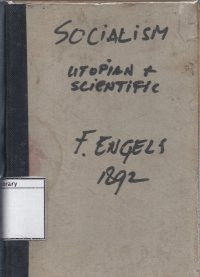 SOCIALISM
UTOPIAN +
SCIENTIFIC
F. ENGELS
1892